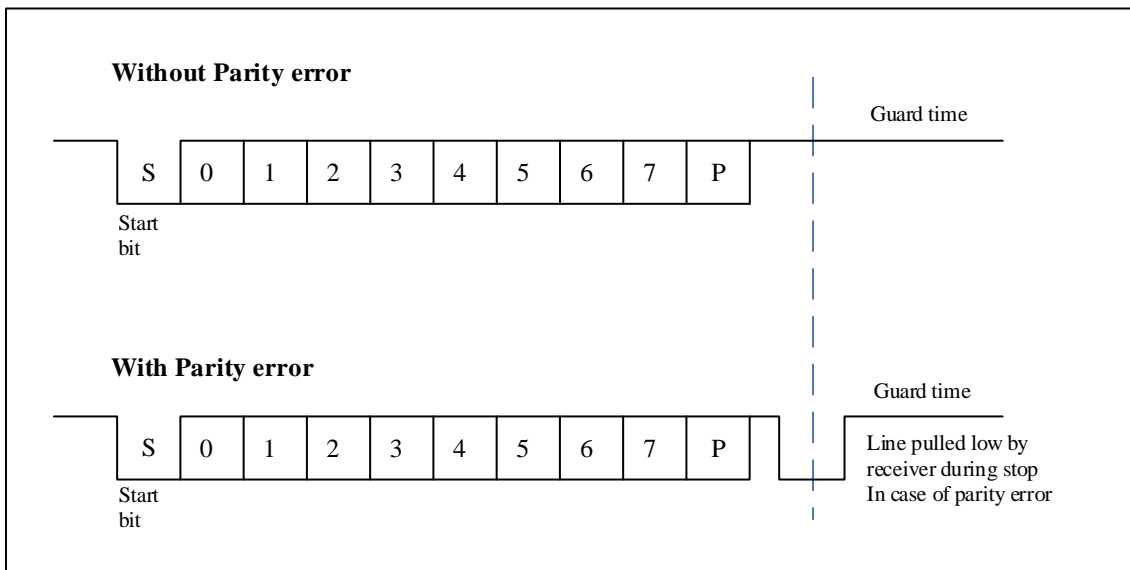 Without Parity error
Guard time
S 0 1 2 3 4 5 6 7 P
Start
bit
With Parity error
Guard time
S 0 1 2 3 4 5 6 7 P
Line pulled low by
receiver during stop
In case of parity error
Start
bit